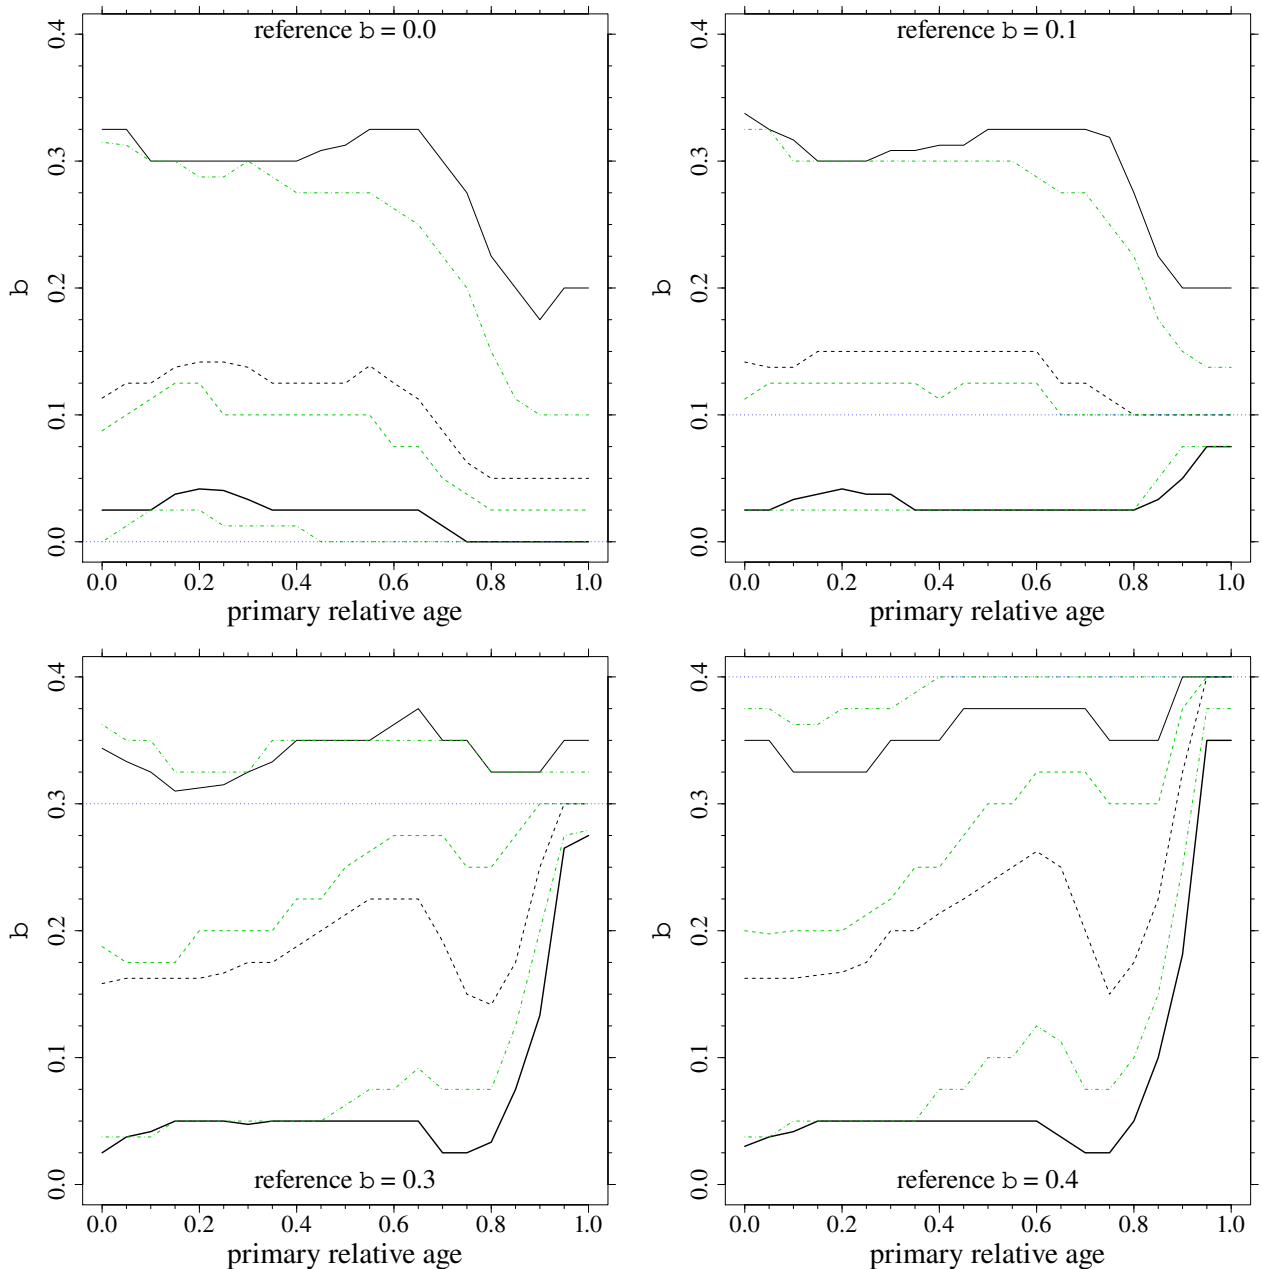 reference b = 0.0
0.4
0.3
0.2
0.1
0.0
b
0.0 0.2 0.4 0.6 0.8 1.0
primary relative age
reference b = 0.1
0.4
0.3
0.2
0.1
0.0
b
0.0 0.2 0.4 0.6 0.8 1.0
primary relative age
0.4
0.3
0.2
0.1
0.0
b
reference b = 0.3
0.0 0.2 0.4 0.6 0.8 1.0
primary relative age
0.4
0.3
0.2
0.1
0.0
b
reference b = 0.4
0.0 0.2 0.4 0.6 0.8 1.0
primary relative age